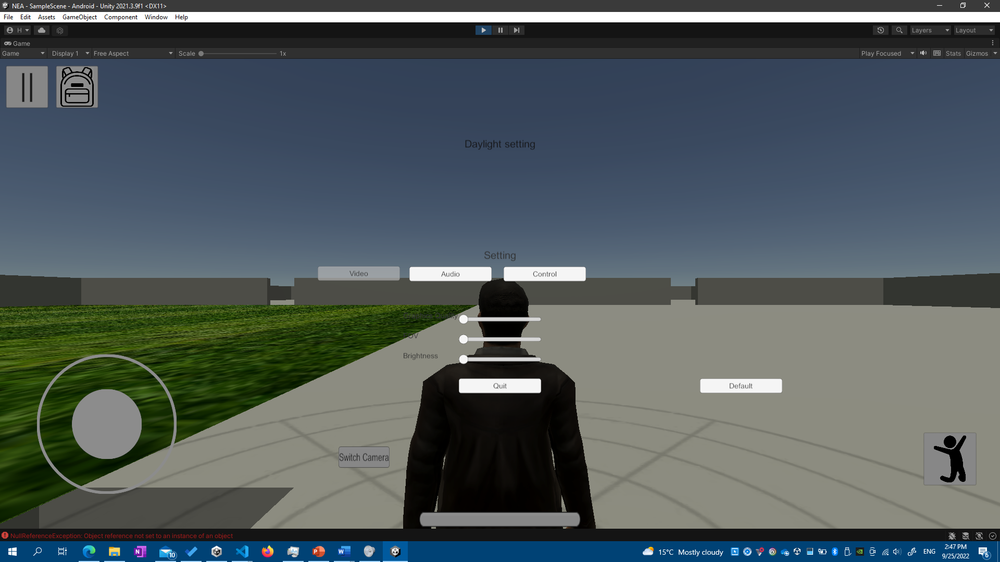 NEA - SampleScene - Android - Unity 2021.3.9f1 <DX11>
File Edit Assets GameObject Component Window Help
H Layers Layout
Game
Game Display 1 Free Aspect Scale 1x Play Focused Stats Gizmos
Daylight setting
Setting
Video Audio Control
Brightness
Quit Default
Switch Camera
NullReferenceException: Object reference not set to an instance of an object
10 15°C Mostly cloudy ENG 2:47 PM
9/25/2022 6